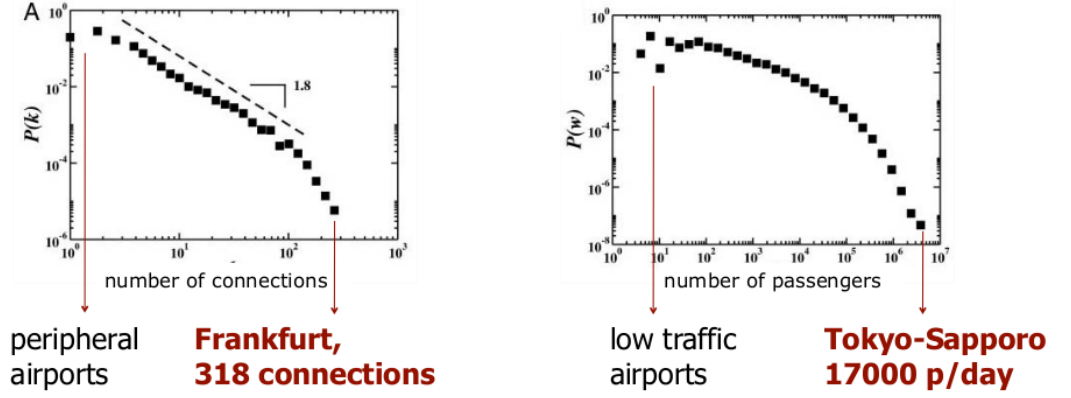 A
P(k)
10^0
10^-2
10^-4
10^-6
1.8
10^0
10^1
10^2
10^3
number of connections
peripheral
airports
Frankfurt,
318 connections
P(w)
10^0
10^-2
10^-4
10^-6
10^-8
10^0
10^1
10^2
10^3
10^4
10^5
10^6
10^7
number of passengers
low traffic
airports
Tokyo-Sapporo
17000 p/day